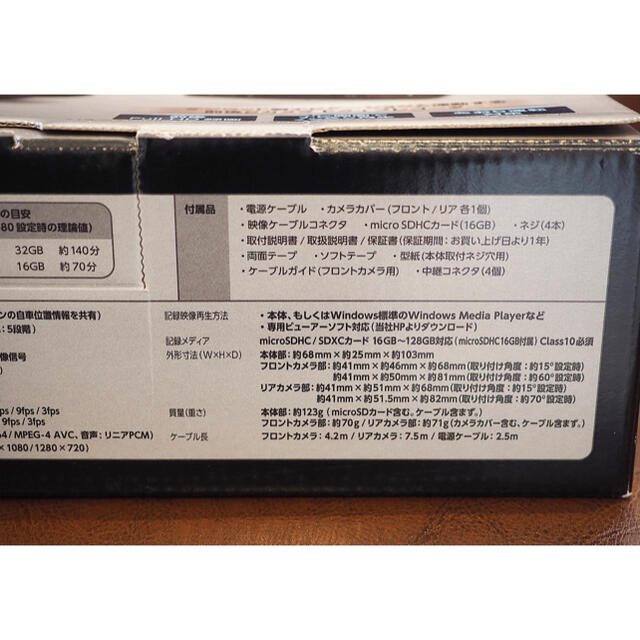 の目安
80 設定時の理論値)
32GB 約140分
16GB 約70分
付属品
・電源ケーブル ・カメラカバー(フロント/リア 各1個)
・映像ケーブルコネクタ ・micro SDHCカード(16GB) ・ネジ(4本)
・取付説明書/取扱説明書/保証書(保証期間:お買い上げ日より1年)
・両面テープ ・ソフトテープ ・型紙(本体取付ネジ穴用)
・ケーブルガイド(フロントカメラ用) ・中継コネクタ(4個)
ンの自車位置情報を共有)
:5段階)
像信号
ps / 9fps / 3fps
9fps / 3fps
64 / MPEG-4 AVC、音声:リニアPCM)
×1080/1280×720)
記録映像再生方法 ・本体、もしくはWindows標準のWindows Media Playerなど
・専用ビューアーソフト対応(当社HPよりダウンロード)
記録メディア microSDHC / SDXCカード 16GB~128GB対応(microSDHC16GB付属) Class10必須
外形寸法(W×H×D) 本体部:約68mm×約25mm×約103mm
フロントカメラ部:約41mm×約46mm×約68mm(取り付け角度:約15°設定時)
約41mm×約50mm×約81mm(取り付け角度:約60°設定時)
リアカメラ部:約41mm×約51mm×約68mm(取り付け角度:約15°設定時)
約41mm×約51.5mm×約82mm(取り付け角度:約70°設定時)
質量(重さ) 本体部:約123g(microSDカード含む。ケーブル含まず。)
フロントカメラ部:約70g / リアカメラ部:約71g(カメラカバー含む、ケーブル含まず。)
ケーブル長 フロントカメラ:4.2m / リアカメラ:7.5m / 電源ケーブル:2.5m